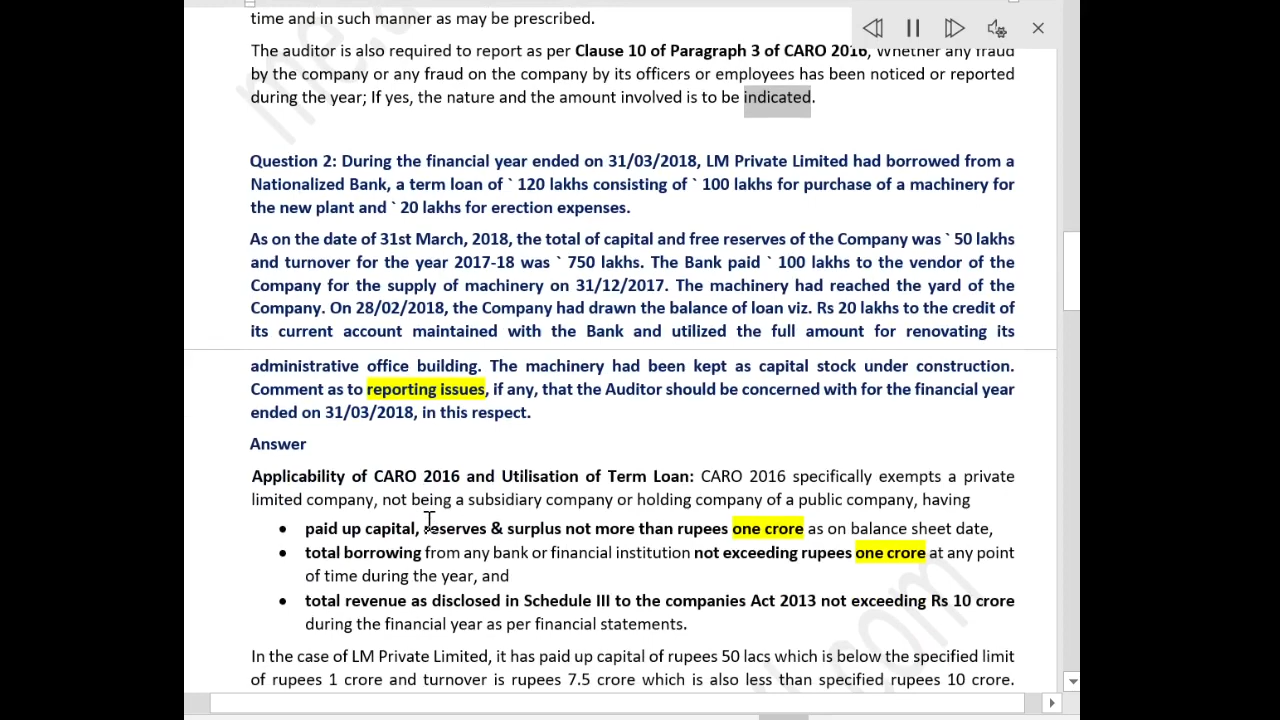 time and in such manner as may be prescribed.
The auditor is also required to report as per Clause 10 of Paragraph 3 of CARO 2016, Whether any fraud
by the company or any fraud on the company by its officers or employees has been noticed or reported
during the year; If yes, the nature and the amount involved is to be indicated.
Question 2: During the financial year ended on 31/03/2018, LM Private Limited had borrowed from a
Nationalized Bank, a term loan of ` 120 lakhs consisting of ` 100 lakhs for purchase of a machinery for
the new plant and ` 20 lakhs for erection expenses.
As on the date of 31st March, 2018, the total of capital and free reserves of the Company was ` 50 lakhs
and turnover for the year 2017-18 was ` 750 lakhs. The Bank paid ` 100 lakhs to the vendor of the
Company for the supply of machinery on 31/12/2017. The machinery had reached the yard of the
Company. On 28/02/2018, the Company had drawn the balance of loan viz. Rs 20 lakhs to the credit of
its current account maintained with the Bank and utilized the full amount for renovating its
administrative office building. The machinery had been kept as capital stock under construction.
Comment as to reporting issues, if any, that the Auditor should be concerned with for the financial year
ended on 31/03/2018, in this respect.
Answer
Applicability of CARO 2016 and Utilisation of Term Loan: CARO 2016 specifically exempts a private
limited company, not being a subsidiary company or holding company of a public company, having
• paid up capital, reserves & surplus not more than rupees one crore as on balance sheet date,
• total borrowing from any bank or financial institution not exceeding rupees one crore at any point
of time during the year, and
• total revenue as disclosed in Schedule III to the companies Act 2013 not exceeding Rs 10 crore
during the financial year as per financial statements.
In the case of LM Private Limited, it has paid up capital of rupees 50 lacs which is below the specified limit
of rupees 1 crore and turnover is rupees 7.5 crore which is also less than specified rupees 10 crore.